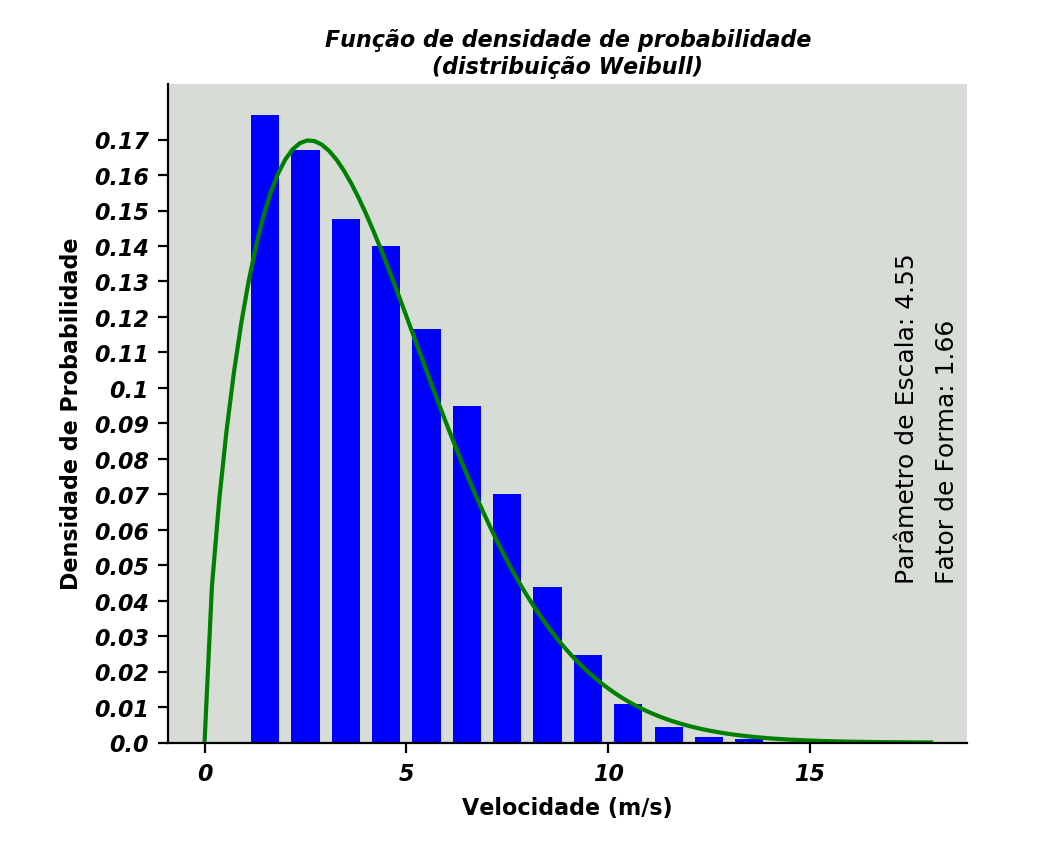 Função de densidade de probabilidade
(distribuição Weibull)
Densidade de Probabilidade
0.17
0.16
0.15
0.14
0.13
0.12
0.11
0.1
0.09
0.08
0.07
0.06
0.05
0.04
0.03
0.02
0.01
0.0
0 5 10 15
Velocidade (m/s)
Parâmetro de Escala: 4.55
Fator de Forma: 1.66